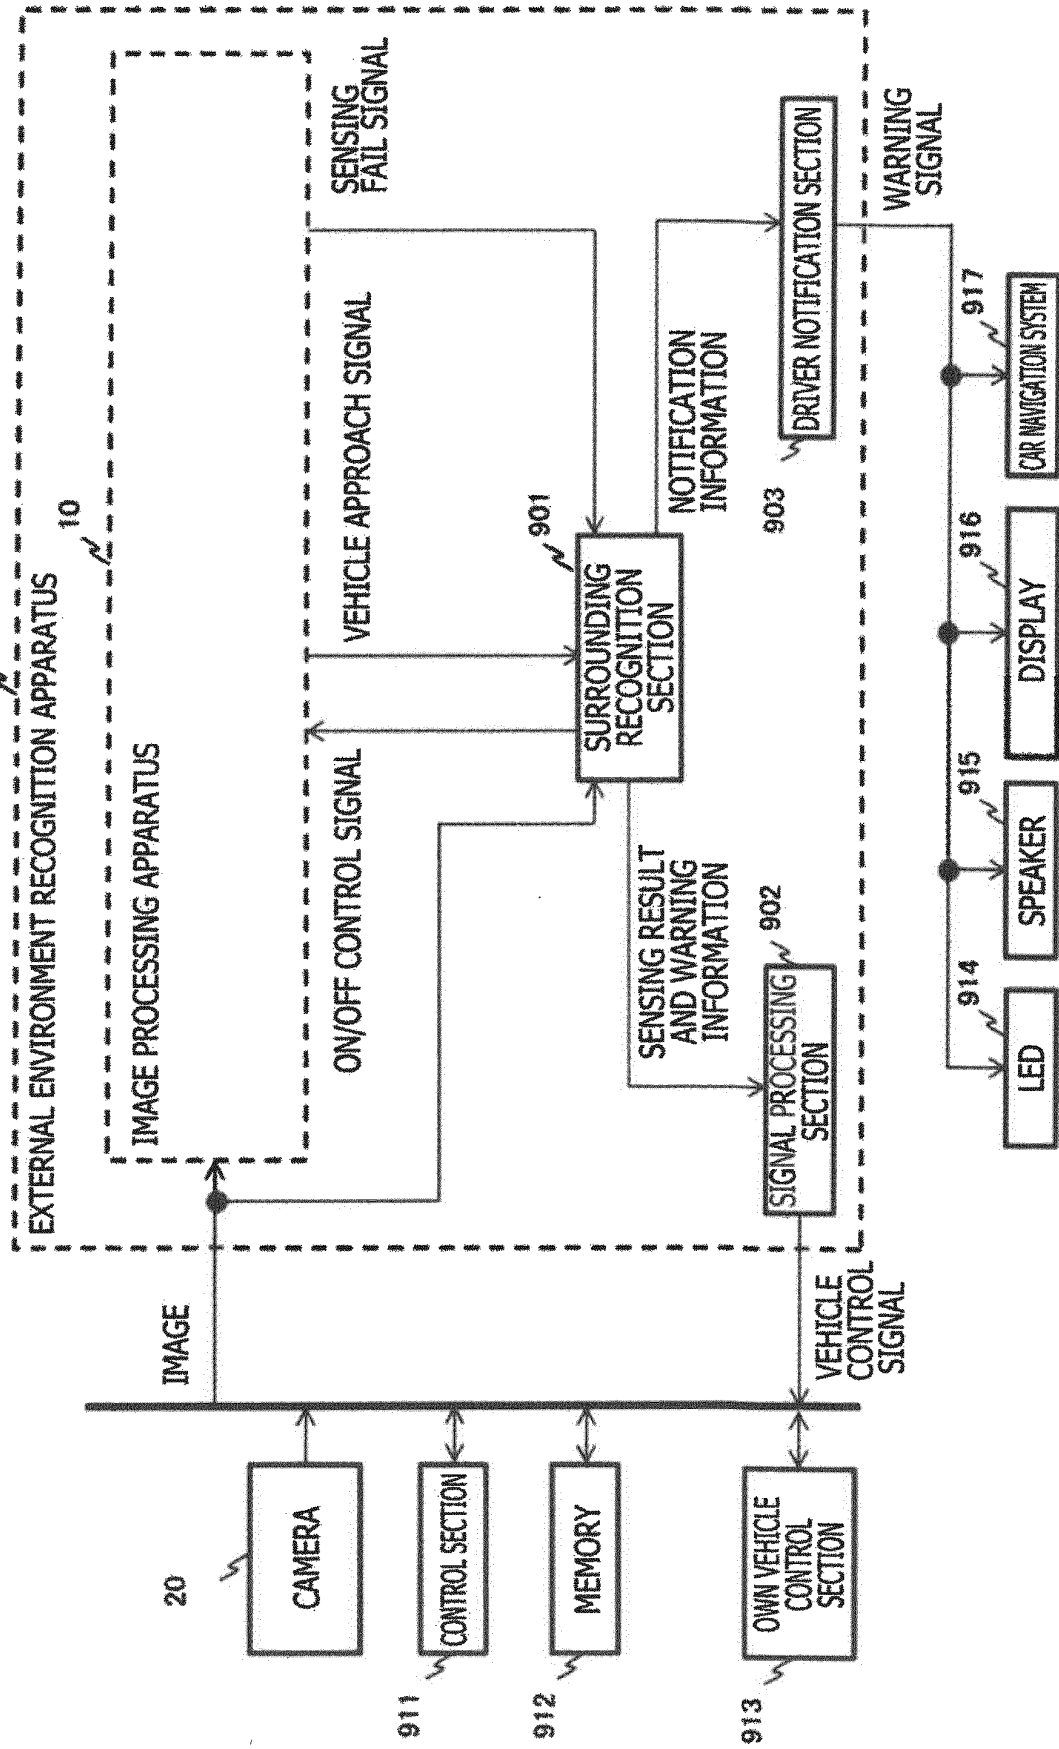 EXTERNAL ENVIRONMENT RECOGNITION APPARATUS
10
IMAGE PROCESSING APPARATUS
IMAGE
ON/OFF CONTROL SIGNAL
VEHICLE APPROACH SIGNAL
SENSING
FAIL SIGNAL
20
CAMERA
911
CONTROL SECTION
912
MEMORY
913
OWN VEHICLE
CONTROL
SECTION
901
SURROUNDING
RECOGNITION
SECTION
SENSING RESULT
AND WARNING
INFORMATION
NOTIFICATION
INFORMATION
902
SIGNAL PROCESSING
SECTION
903
DRIVER NOTIFICATION SECTION
VEHICLE
CONTROL
SIGNAL
WARNING
SIGNAL
914
LED
915
SPEAKER
916
DISPLAY
917
CAR NAVIGATION SYSTEM